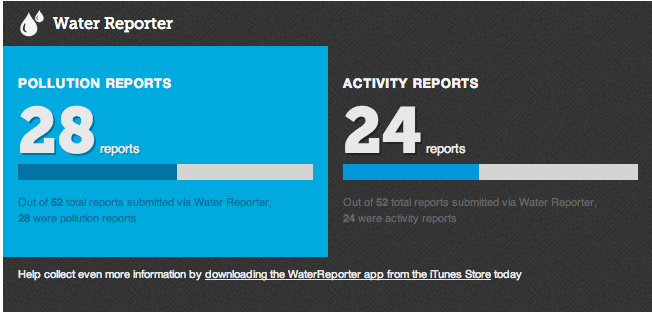 Water Reporter
POLLUTION REPORTS
28 reports
Out of 52 total reports submitted via Water Reporter,
28 were pollution reports
ACTIVITY REPORTS
24 reports
Out of 52 total reports submitted via Water Reporter,
24 were activity reports
Help collect even more information by downloading the WaterReporter app from the iTunes Store today